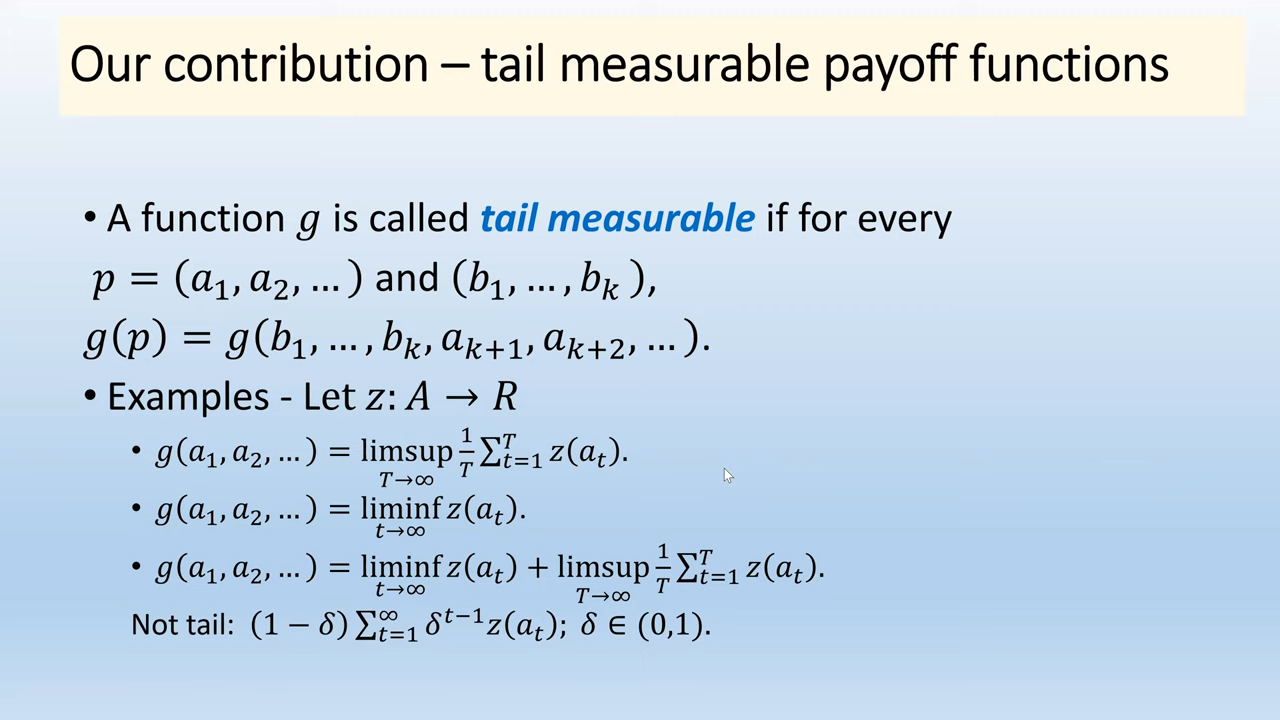 Our contribution – tail measurable payoff functions
• A function 𝑔 is called tail measurable if for every
𝑝 = (𝑎₁, 𝑎₂, …) and (𝑏₁, …, 𝑏ₖ),
𝑔(𝑝) = 𝑔(𝑏₁, …, 𝑏ₖ, 𝑎ₖ₊₁, 𝑎ₖ₊₂, …).
• Examples - Let 𝑧: 𝐴 → 𝑅
• 𝑔(𝑎₁, 𝑎₂, …) = limsup_{𝑇→∞} 1/𝑇 ∑_{𝑡=1}^{𝑇} 𝑧(𝑎ₜ).
• 𝑔(𝑎₁, 𝑎₂, …) = liminf_{𝑡→∞} 𝑧(𝑎ₜ).
• 𝑔(𝑎₁, 𝑎₂, …) = liminf_{𝑡→∞} 𝑧(𝑎ₜ) + limsup_{𝑇→∞} 1/𝑇 ∑_{𝑡=1}^{𝑇} 𝑧(𝑎ₜ).
Not tail: (1 − 𝛿) ∑_{𝑡=1}^{∞} 𝛿^{𝑡−1} 𝑧(𝑎ₜ); 𝛿 ∈ (0,1).